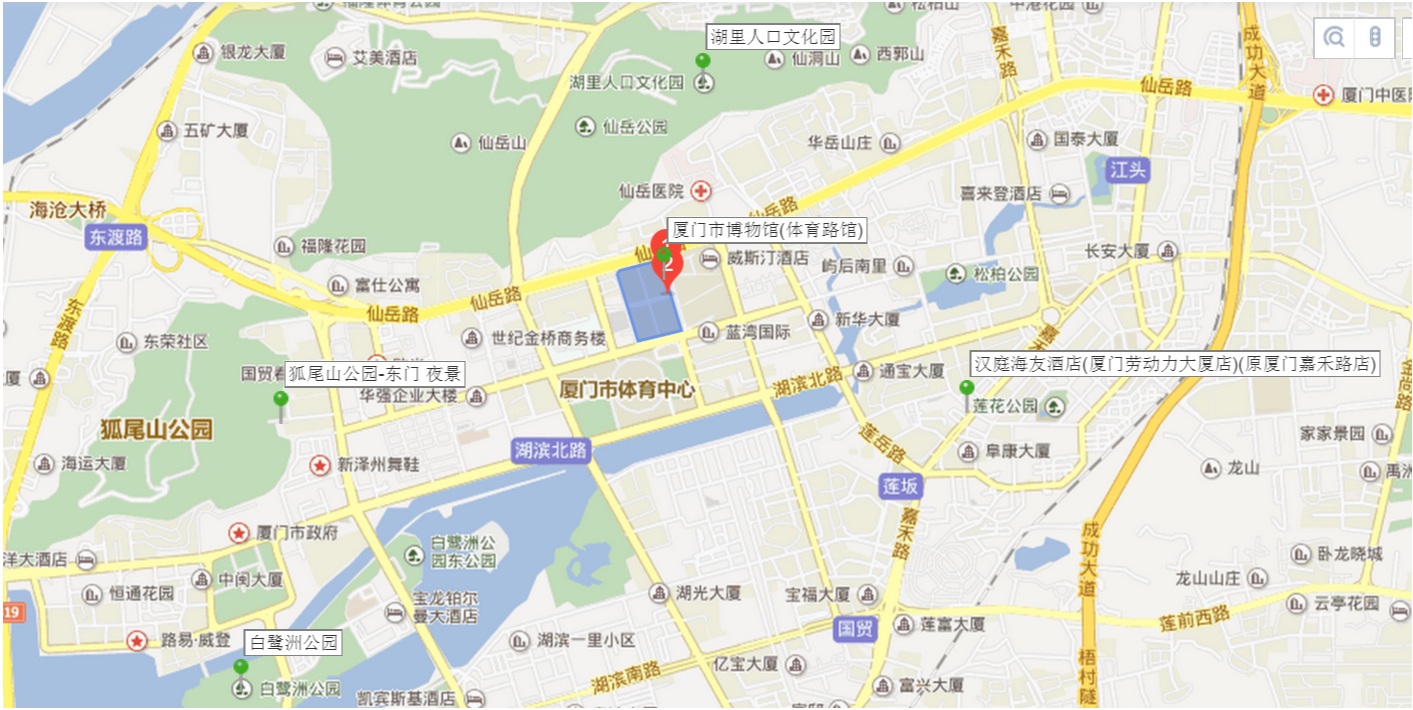 湖里人口文化园
银龙大厦
艾美酒店
仙洞山
西郭山
嘉禾路
成功大道
湖里人口文化园
仙岳路
厦门中医院
五矿大厦
仙岳公园
仙岳山
华岳山庄
国泰大厦
江头
仙岳医院
喜来登酒店
海沧大桥
东渡路
厦门市博物馆(体育路馆)
福隆花园
威斯汀酒店
屿后南里
长安大厦
松柏公园
富仕公寓
仙岳路
仙岳路
2
东渡路
东荣社区
世纪金桥商务楼
蓝湾国际
新华大厦
狐尾山公园-东门 夜景
汉庭海友酒店(厦门劳动力大厦店)(原厦门嘉禾路店)
华强企业大楼
厦门市体育中心
湖滨北路
通宝大厦
莲花公园
狐尾山公园
家家景园
湖滨北路
莲岳路
阜康大厦
海运大厦
新泽州舞鞋
龙山
莲坂
嘉禾路
厦门市政府
白鹭洲公
园东公园
成功大道
洋大酒店
卧龙晓城
中闽大厦
龙山山庄
恒通花园
湖光大厦
宝福大厦
宝龙铂尔
曼大酒店
云亭花园
19
国贸
莲富大厦
莲前西路
路易·威登
白鹭洲公园
湖滨一里小区
亿宝大厦
湖滨南路
梧村隧
白鹭洲公园
凯宾斯基酒店
富兴大厦